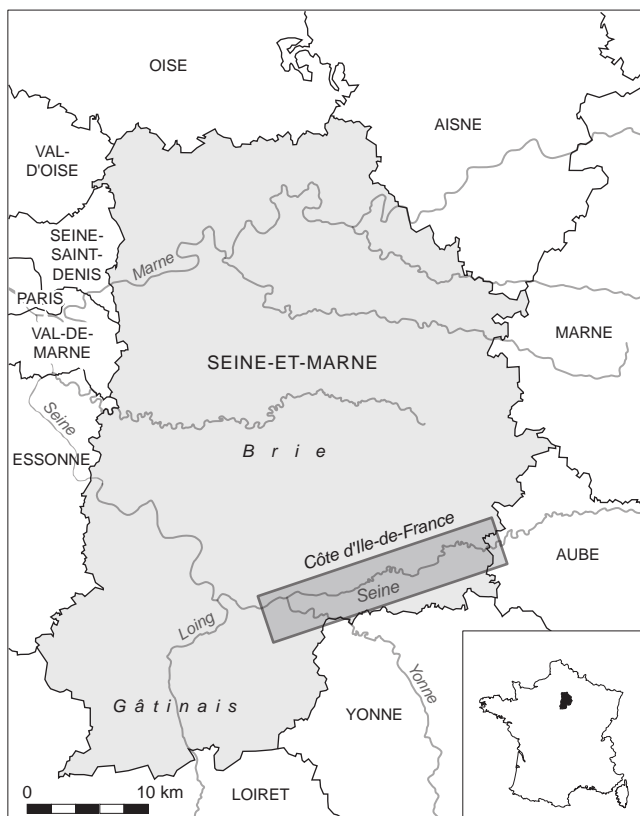 OISE
AISNE
VAL-
D'OISE
SEINE-
SAINT-
DENIS
Marne
PARIS
VAL-DE-
MARNE
MARNE
SEINE-ET-MARNE
Seine
B r i e
ESSONNE
Côte d'Ile-de-France
AUBE
Seine
Loing
Yonne
G â t i n a i s
YONNE
0 10 km
LOIRET